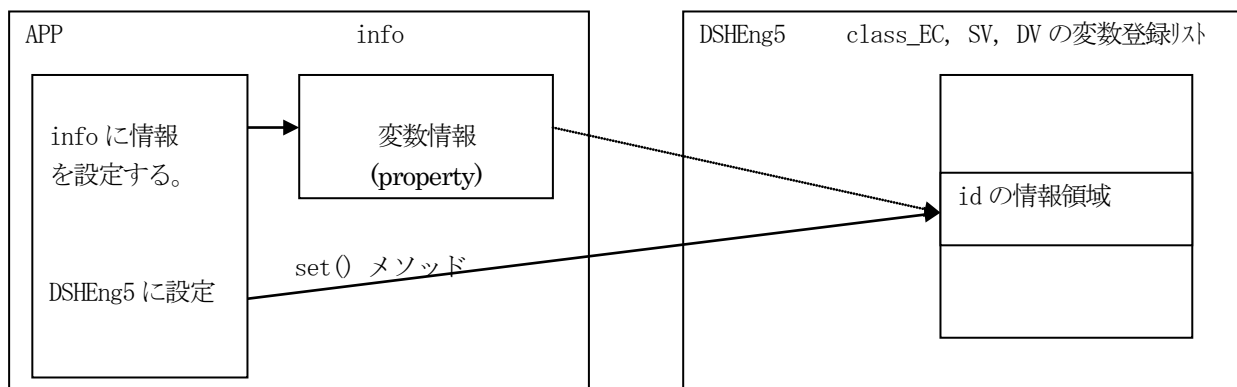 APP info
info に情報
を設定する。
変数情報
(property)
set() メソッド
DSHEng5 に設定
DSHEng5 class_EC, SV, DV の変数登録リスト
id の情報領域